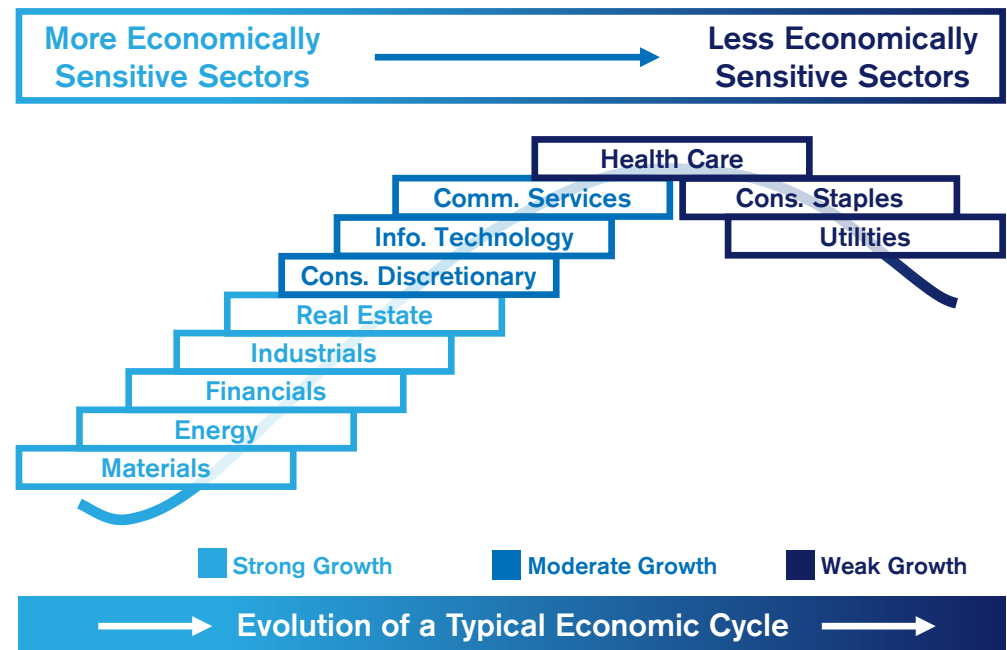 More Economically
Sensitive Sectors
Less Economically
Sensitive Sectors
Health Care
Comm. Services
Cons. Staples
Info. Technology
Utilities
Cons. Discretionary
Real Estate
Industrials
Financials
Energy
Materials
Strong Growth
Moderate Growth
Weak Growth
Evolution of a Typical Economic Cycle